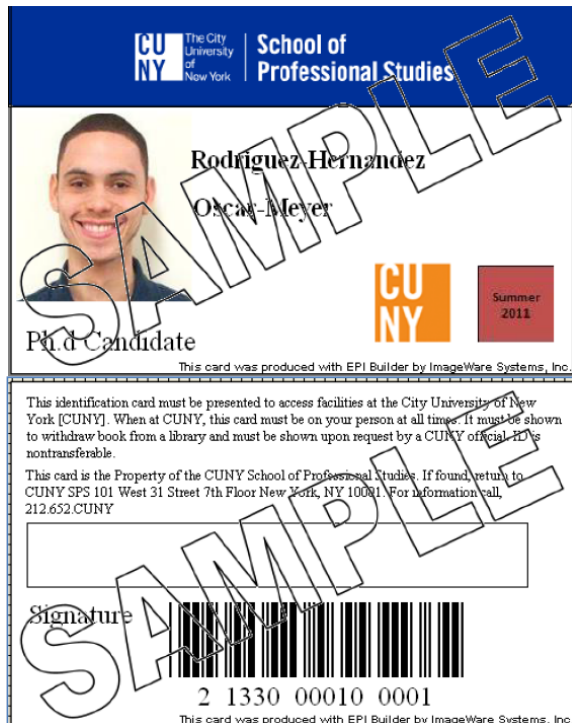 CU
NY
The City
University
of
New York
School of
Professional Studies
Rodriguez-Hernandez
Oscar-Meyer
CU
NY
Summer
2011
Ph.d Candidate
This card was produced with EPI Builder by ImageWare Systems, Inc.
SAMPLE
This identification card must be presented to access facilities at the City University of New
York [CUNY]. When at CUNY, this card must be on your person at all times. It must be shown
to withdraw book from a library and must be shown upon request by a CUNY official. ID is
nontransferable.
This card is the Property of the CUNY School of Professional Studies. If found, return to
CUNY SPS 101 West 31 Street 7th Floor New York, NY 10001. For information call,
212.652.CUNY
Signature
2 1330 00010 0001
This card was produced with EPI Builder by ImageWare Systems, Inc.
SAMPLE